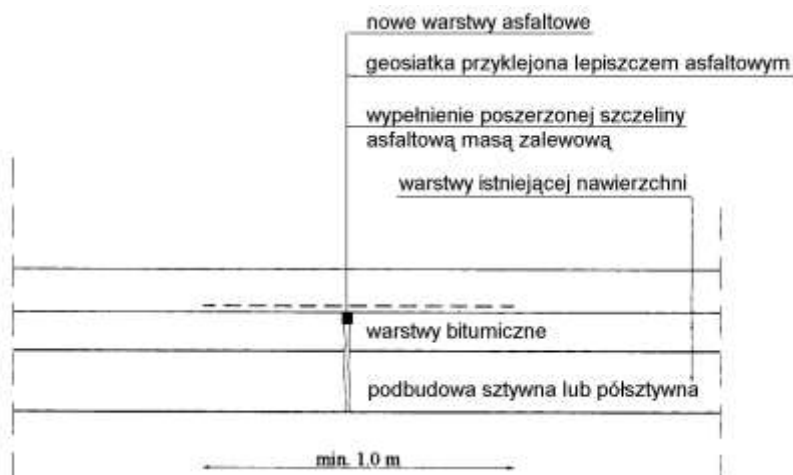 nowe warstwy asfaltowe
geosiatka przyklejona lepiszczem asfaltowym
wypełnienie poszerzonej szczeliny
asfaltową masą zalewową
warstwy istniejącej nawierzchni
warstwy bitumiczne
podbudowa sztywna lub półsztywna
min. 1.0 m